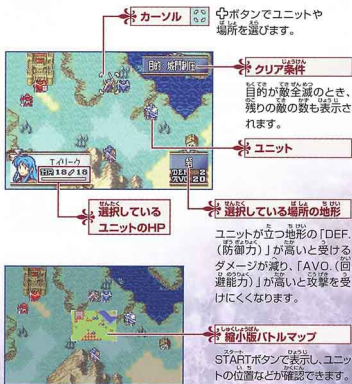 カーソル
✚ボタンでユニットや
場所を選びます。
目的 城門制圧
クリア条件
目的が敵全滅のとき、
残りの敵の数も表示さ
れます。
ユニット
エイリーク
HP 18/18
DEF. 2
AVO. 20
選択している
ユニットのHP
選択している場所の地形
ユニットが立つ地形の「DEF.
(防御力)」が高いと受ける
ダメージが減り、「AVO.(回
避能力)」が高いと攻撃を受
けにくくなります。
縮小版バトルマップ
STARTボタンで表示し、ユニッ
トの位置などが確認できます。